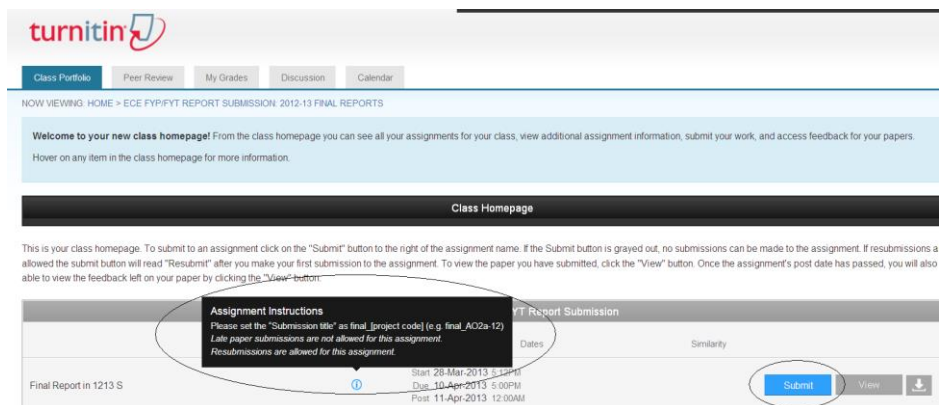 turnitin
Class Portfolio Peer Review My Grades Discussion Calendar
NOW VIEWING: HOME > ECE FYP/FYT REPORT SUBMISSION: 2012-13 FINAL REPORTS
Welcome to your new class homepage! From the class homepage you can see all your assignments for your class, view additional assignment information, submit your work, and access feedback for your papers.
Hover on any item in the class homepage for more information.
Class Homepage
This is your class homepage. To submit to an assignment click on the "Submit" button to the right of the assignment name. If the Submit button is grayed out, no submissions can be made to the assignment. If resubmissions a
allowed the submit button will read "Resubmit" after you make your first submission to the assignment. To view the paper you have submitted, click the "View" button. Once the assignment's post date has passed, you will also
able to view the feedback left on your paper by clicking the "View" button.
Assignment Instructions
YT Report Submission
Please set the "Submission title" as final_[project code] (e.g. final_AO2a-12)
Late paper submissions are not allowed for this assignment.
Resubmissions are allowed for this assignment.
Dates Similarity
Final Report in 1213 S
Start 28-Mar-2013 5:12PM
Due 10-Apr-2013 5:00PM
Post 11-Apr-2013 12:00AM
Submit View